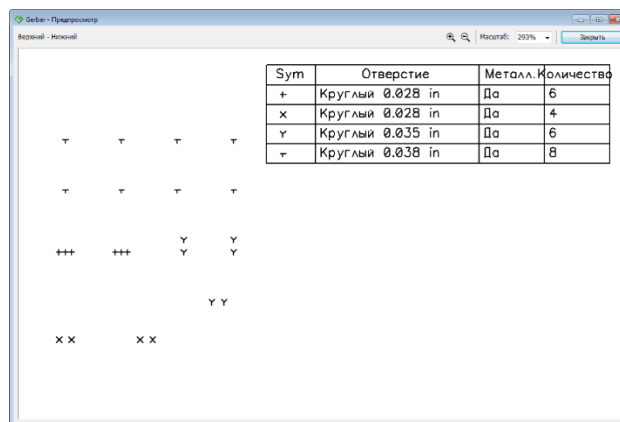 Gerber - Предпросмотр
Верхний - Нижний
Масштаб: 293% Закрыть
Sym Отверстие Металл. Количество
+ Круглый 0.028 in Да 6
x Круглый 0.028 in Да 4
Y Круглый 0.035 in Да 6
T Круглый 0.038 in Да 8
T T T T
T T T T
Y Y
+++ +++ Y Y
Y Y
X X X X